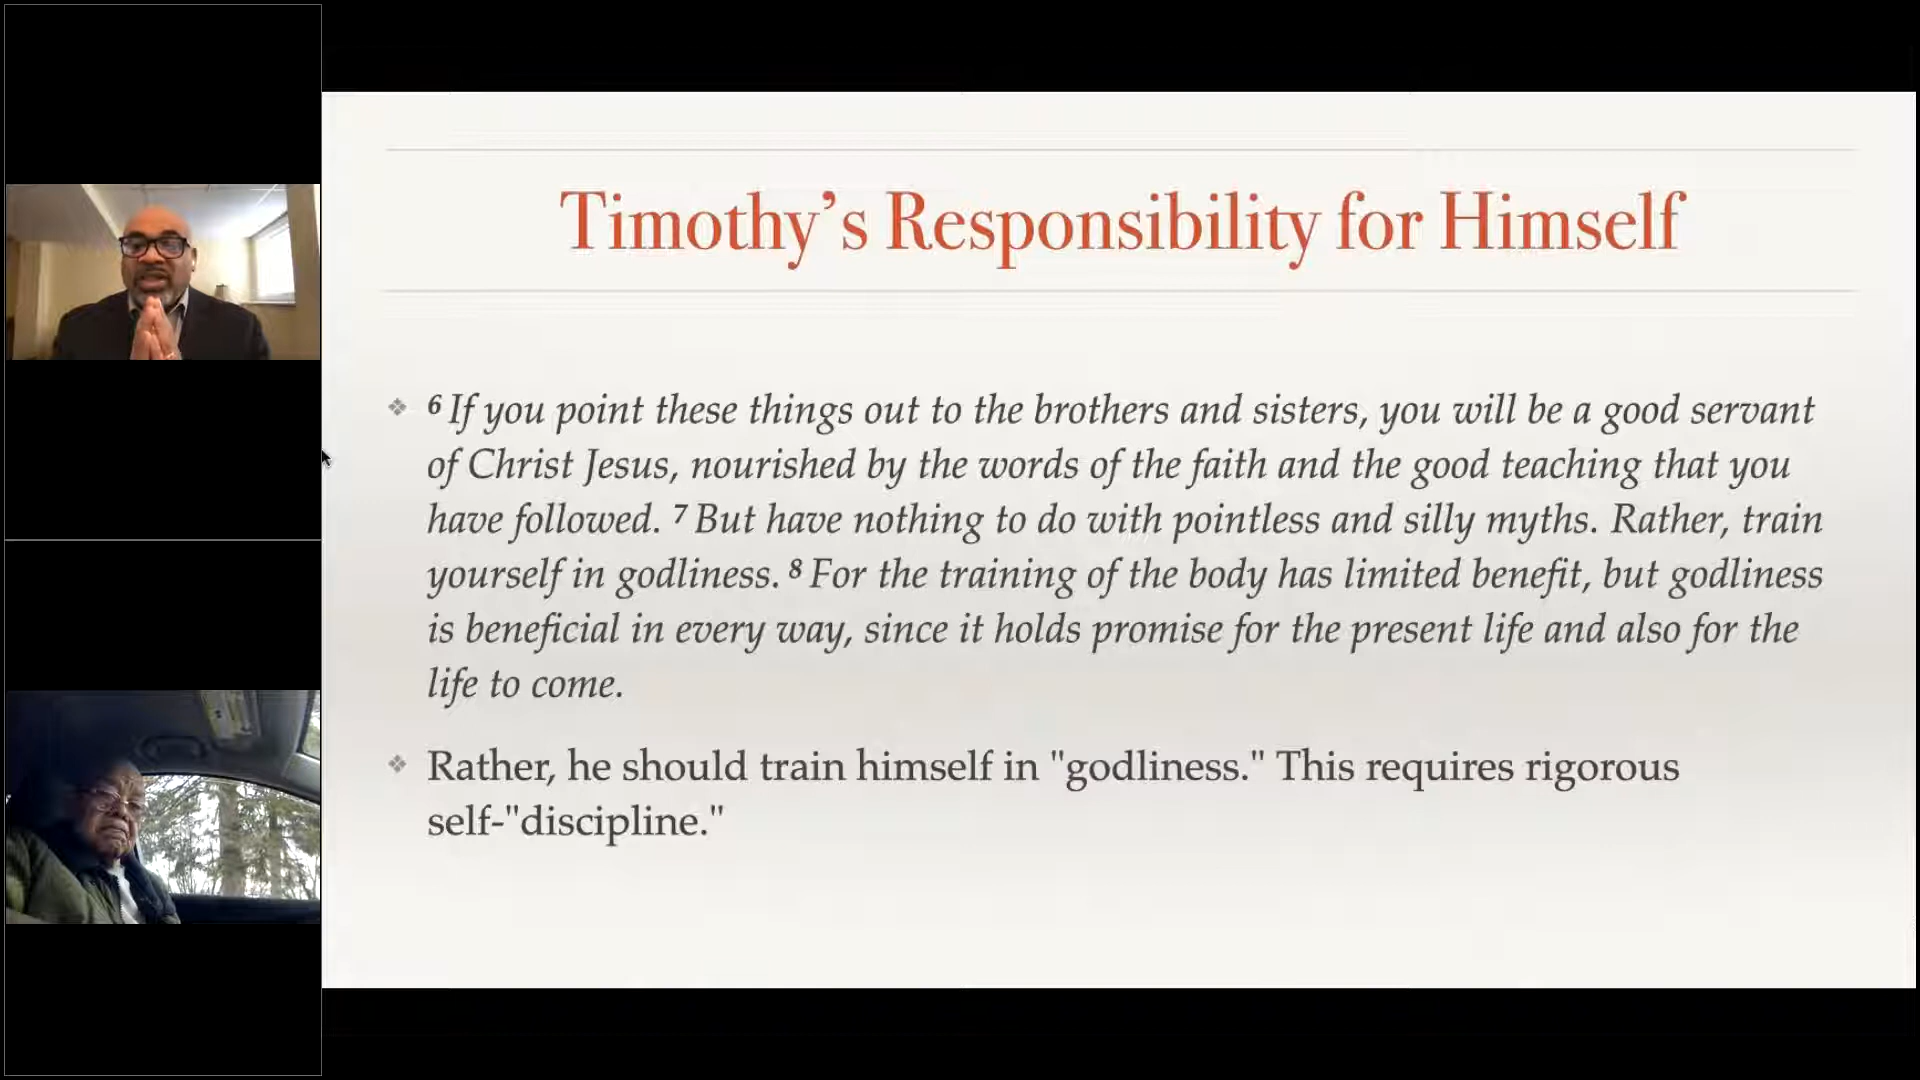 Timothy’s Responsibility for Himself
⁶ If you point these things out to the brothers and sisters, you will be a good servant
of Christ Jesus, nourished by the words of the faith and the good teaching that you
have followed. ⁷ But have nothing to do with pointless and silly myths. Rather, train
yourself in godliness. ⁸ For the training of the body has limited benefit, but godliness
is beneficial in every way, since it holds promise for the present life and also for the
life to come.
Rather, he should train himself in "godliness." This requires rigorous
self-"discipline."